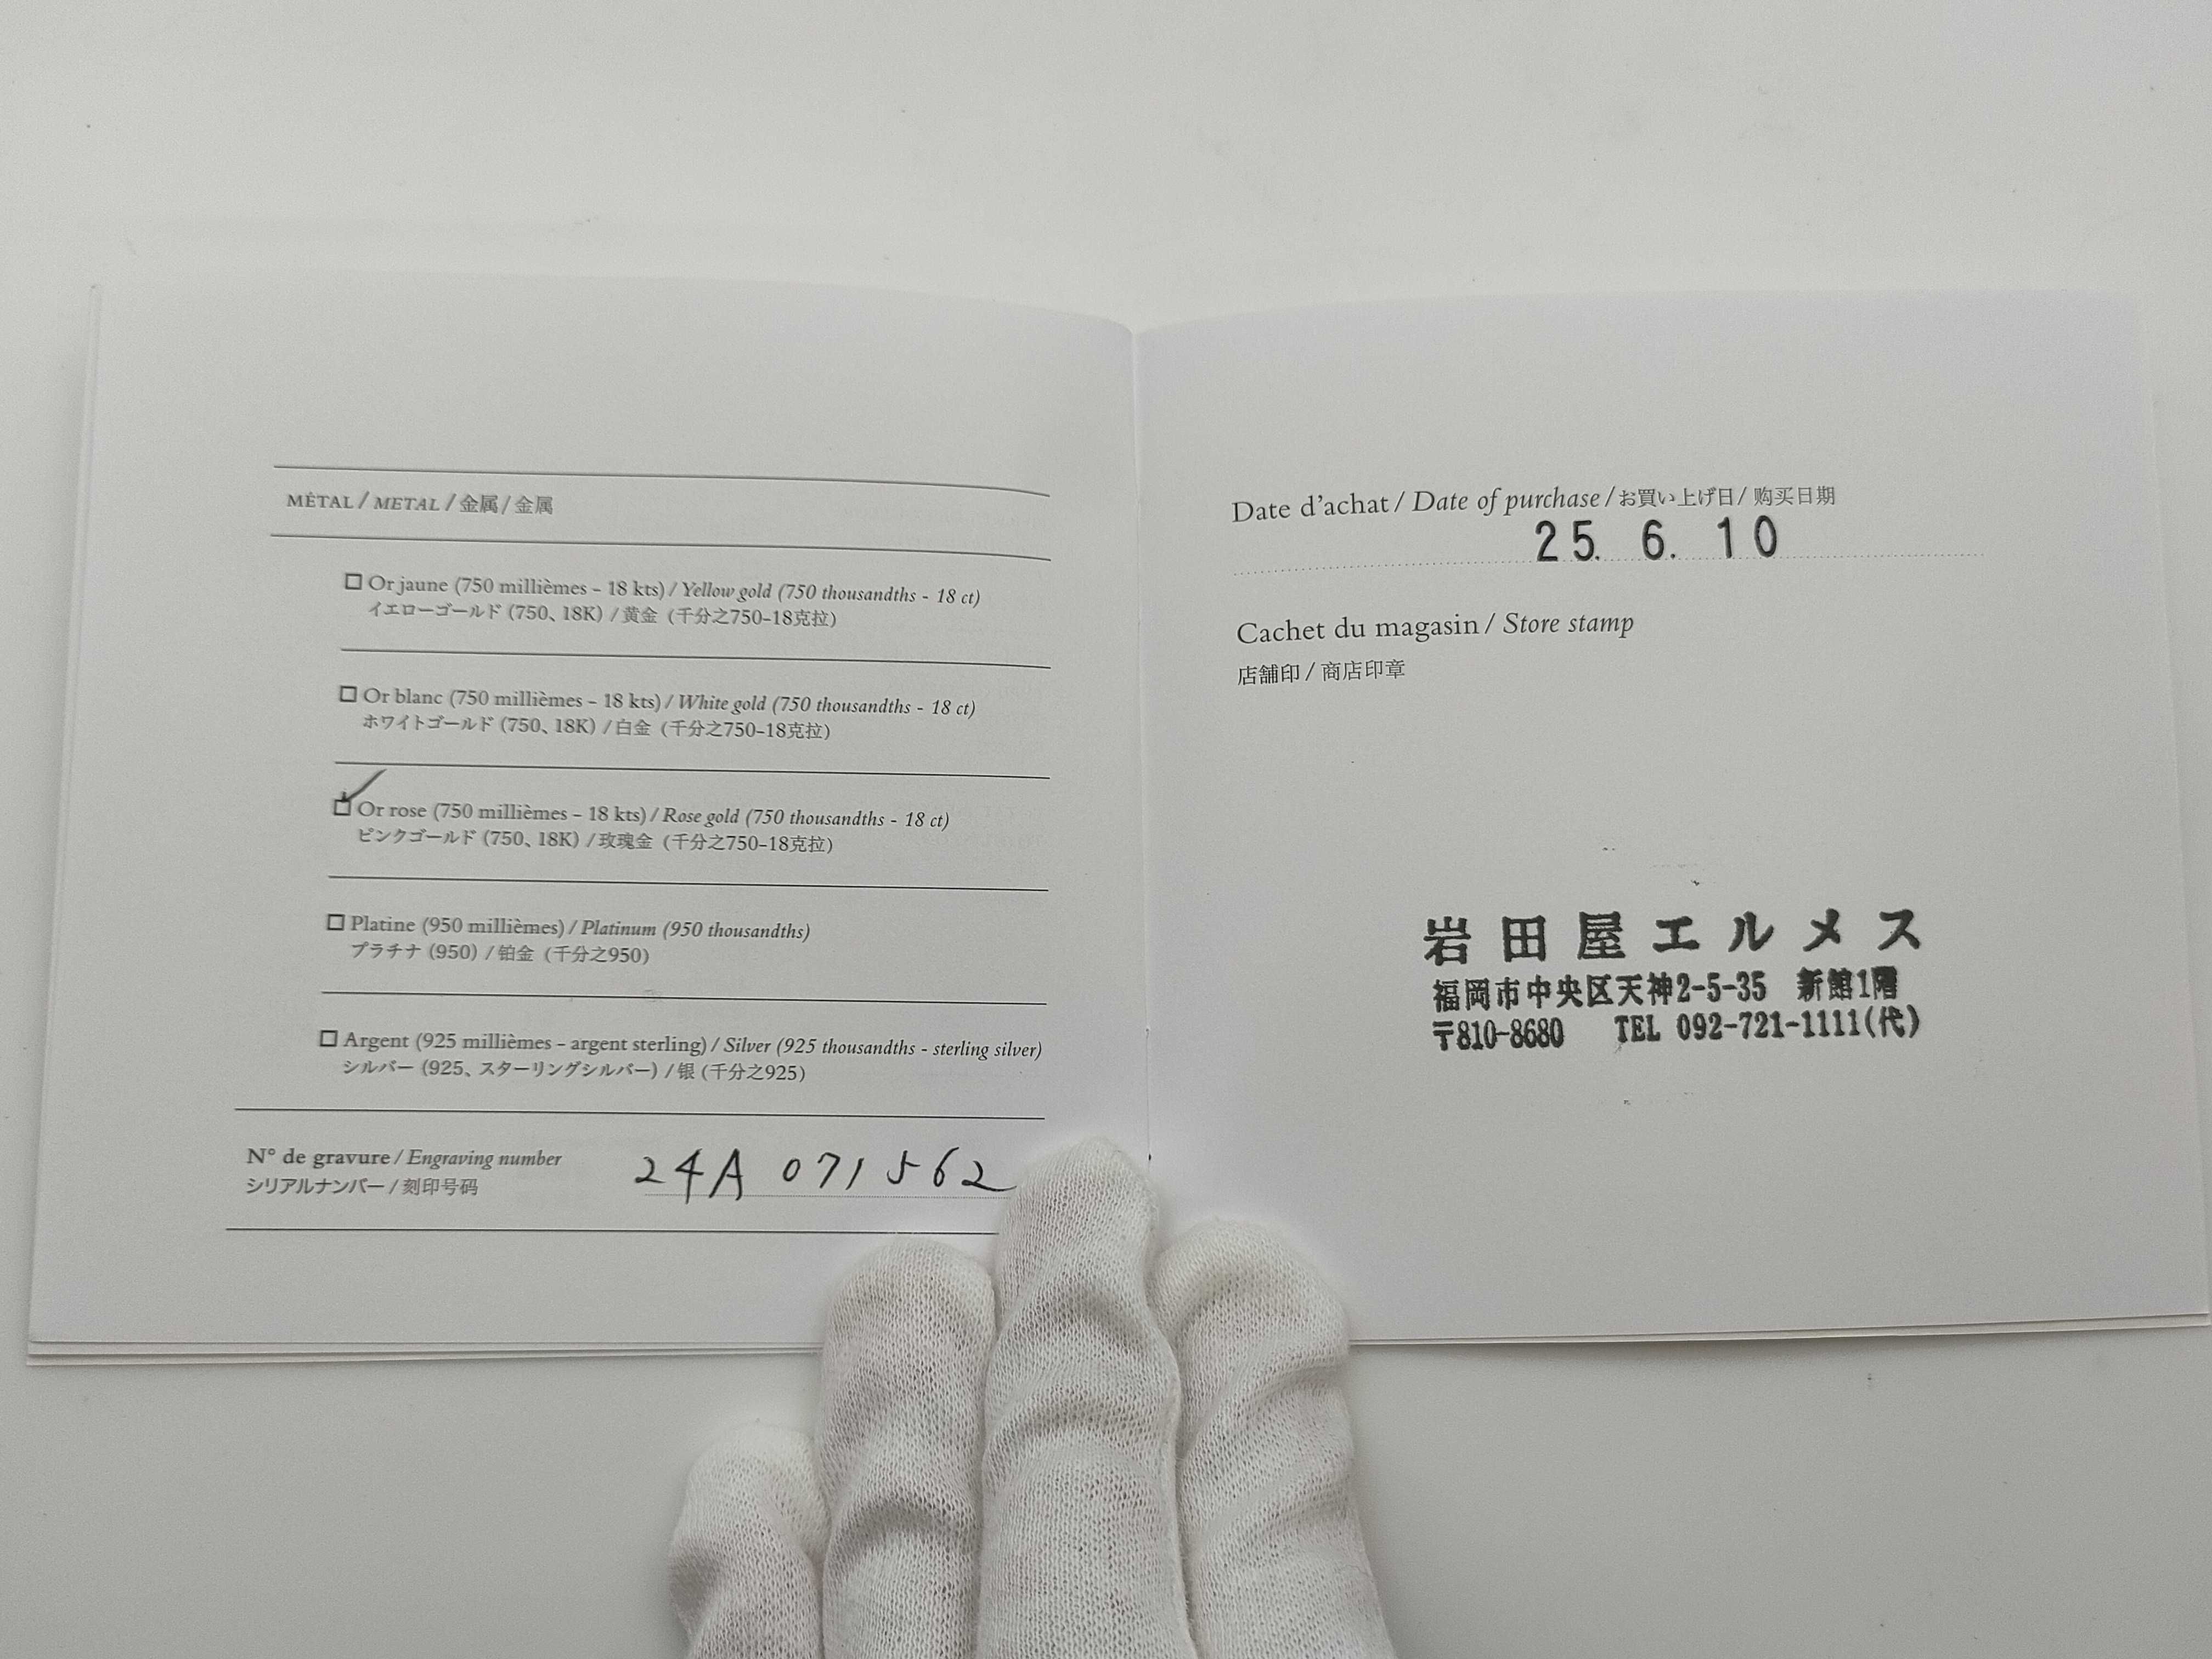 MÉTAL / METAL / 金属 / 金属
Or jaune (750 millièmes – 18 kts) / Yellow gold (750 thousandths - 18 ct)
イエローゴールド (750、18K) / 黄金 (千分之750-18克拉)
Or blanc (750 millièmes – 18 kts) / White gold (750 thousandths - 18 ct)
ホワイトゴールド (750、18K) / 白金 (千分之750-18克拉)
Or rose (750 millièmes – 18 kts) / Rose gold (750 thousandths - 18 ct)
ピンクゴールド (750、18K) / 玫瑰金 (千分之750-18克拉)
Platine (950 millièmes) / Platinum (950 thousandths)
プラチナ (950) / 铂金 (千分之950)
Argent (925 millièmes – argent sterling) / Silver (925 thousandths - sterling silver)
シルバー (925、スターリングシルバー) / 银 (千分之925)
N° de gravure / Engraving number 24A 071562
シリアルナンバー / 刻印号码
Date d'achat / Date of purchase / お買い上げ日 / 购买日期
25. 6. 10
Cachet du magasin / Store stamp
店舗印 / 商店印章
岩田屋エルメス
福岡市中央区天神2-5-35 新館1階
〒810-8680 TEL 092-721-1111(代)